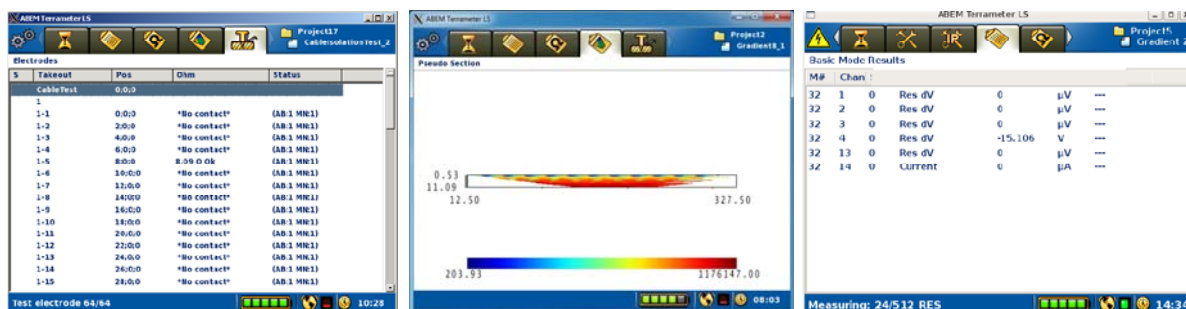 ABEM Terrameter LS
Project17
CableIsolationTest_2
Electrodes
S Takeout Pos Ohm Status
CableTest 0;0;0
1
1-1 0;0;0 *No contact* (AB:1 MN:1)
1-2 2;0;0 *No contact* (AB:1 MN:1)
1-3 4;0;0 *No contact* (AB:1 MN:1)
1-4 6;0;0 *No contact* (AB:1 MN:1)
1-5 8;0;0 8.09 Ω Ok (AB:1 MN:1)
1-6 10;0;0 *No contact* (AB:1 MN:1)
1-7 12;0;0 *No contact* (AB:1 MN:1)
1-8 14;0;0 *No contact* (AB:1 MN:1)
1-9 16;0;0 *No contact* (AB:1 MN:1)
1-10 18;0;0 *No contact* (AB:1 MN:1)
1-11 20;0;0 *No contact* (AB:1 MN:1)
1-12 22;0;0 *No contact* (AB:1 MN:1)
1-13 24;0;0 *No contact* (AB:1 MN:1)
1-14 26;0;0 *No contact* (AB:1 MN:1)
1-15 28;0;0 *No contact* (AB:1 MN:1)
Test electrode 64/64 10:28
ABEM Terrameter LS
Project2
Gradient8_1
Pseudo Section
0.53
11.09
12.50 327.50
203.93 1176147.00
08:03
ABEM Terrameter LS
Project5
Gradient 2
Basic Mode Results
M# Chan
32 1 0 Res dV 0 µV ---
32 2 0 Res dV 0 µV ---
32 3 0 Res dV 0 µV ---
32 4 0 Res dV -15.106 V ---
32 13 0 Res dV 0 µV ---
32 14 0 Current 0 µA ---
Measuring: 24/512 RES 14:34